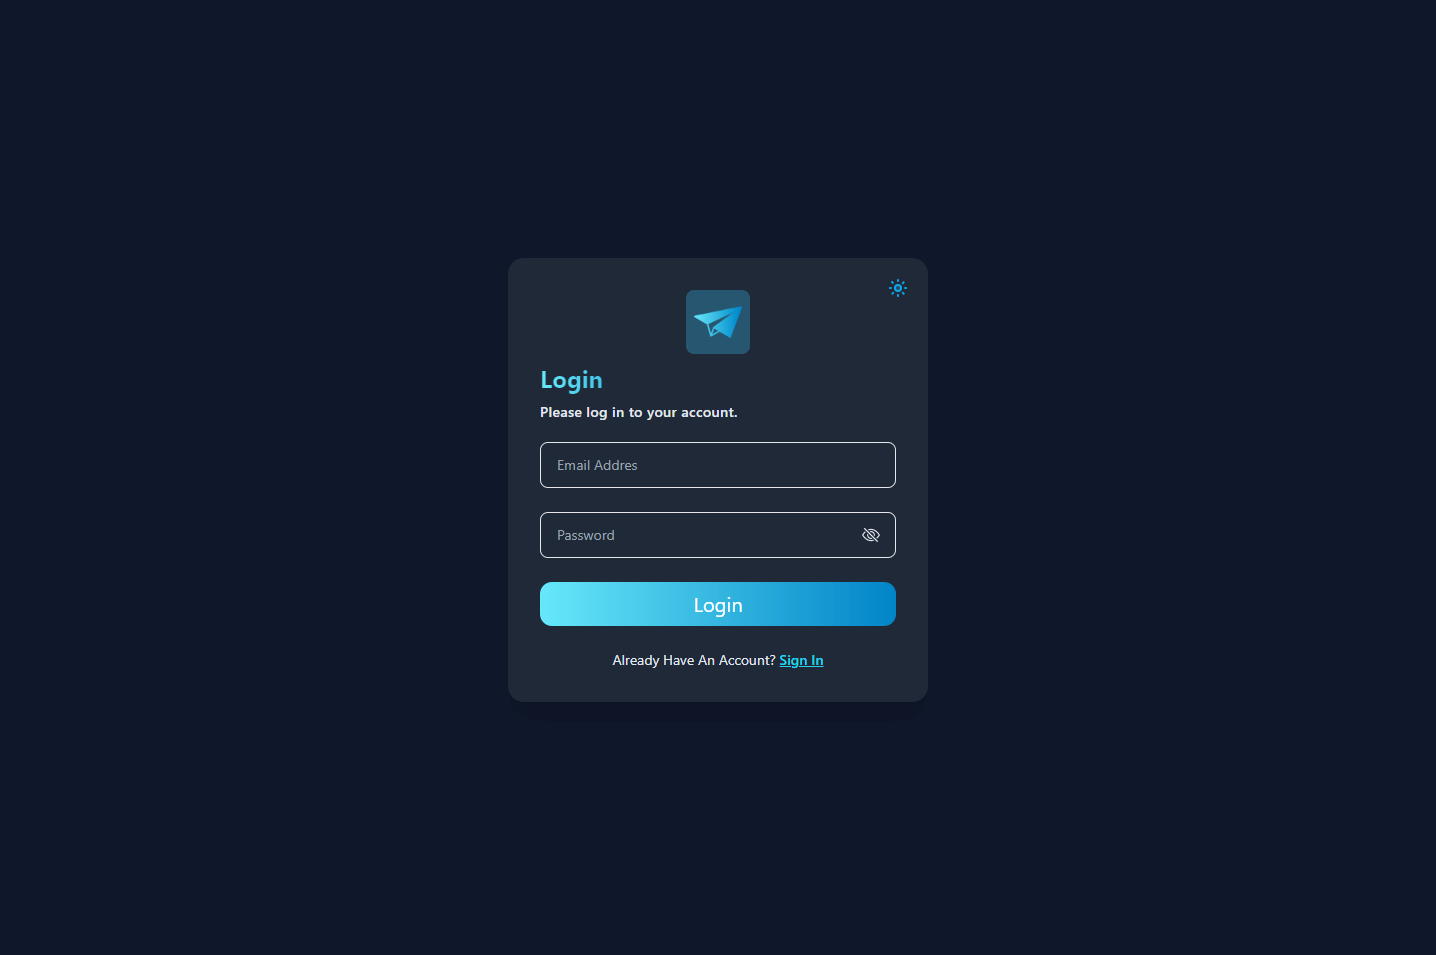 Login
Please log in to your account.
Email Addres
Password
Login
Already Have An Account? Sign In